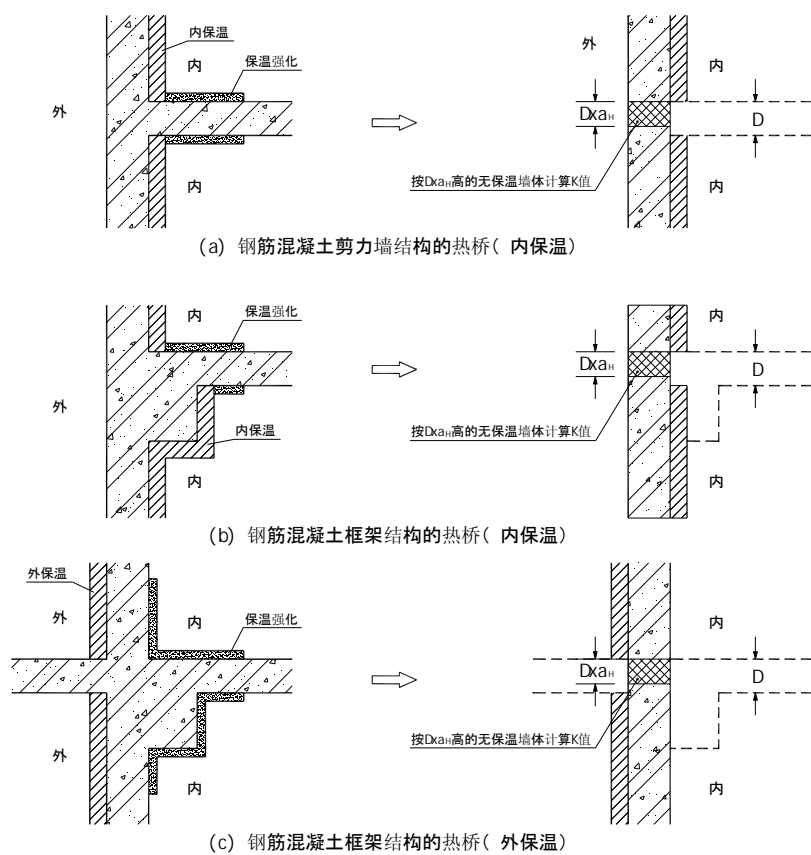 内保温
内
保温强化
外
内
外
内
Dxaн
D
按Dxaн高的无保温墙体计算K值
内
(a) 钢筋混凝土剪力墙结构的热桥( 内保温)
内
保温强化
外
内保温
内
内
Dxaн
D
按Dxaн高的无保温墙体计算K值
内
(b) 钢筋混凝土框架结构的热桥( 内保温)
外保温
外
内
保温强化
外
内
内
Dxaн
D
按Dxaн高的无保温墙体计算K值
内
(c) 钢筋混凝土框架结构的热桥( 外保温)